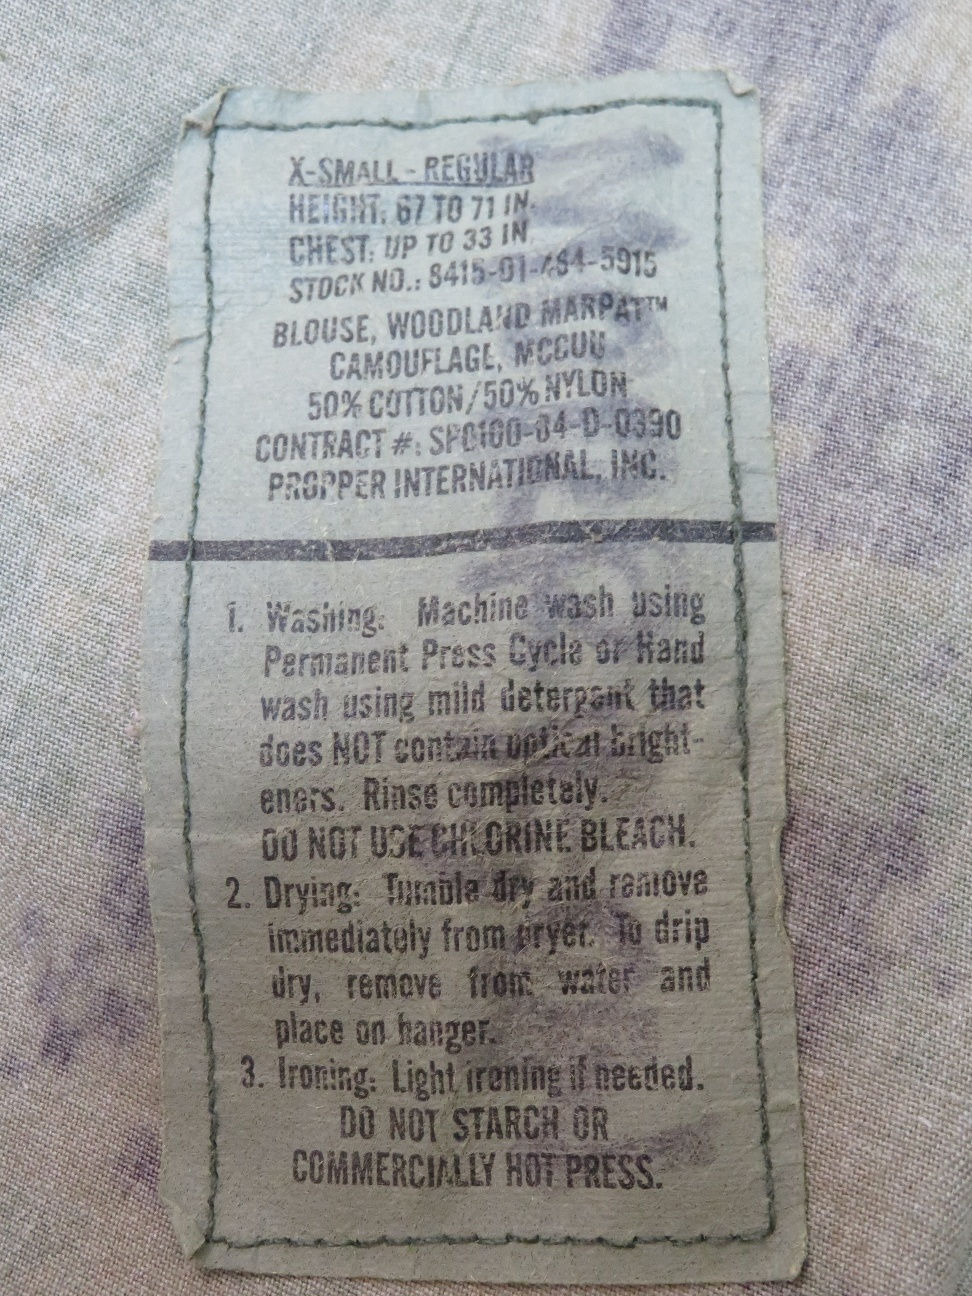 X-SMALL - REGULAR
HEIGHT: 67 TO 71 IN.
CHEST: UP TO 33 IN
STOCK NO.: 8415-01-484-5915
BLOUSE, WOODLAND MARPAT™
CAMOUFLAGE, MCCUU
50% COTTON/50% NYLON
CONTRACT #: SPO100-04-D-0390
PROPPER INTERNATIONAL, INC.
1. Washing: Machine wash using
Permanent Press Cycle or Hand
wash using mild detergent that
does NOT contain optical bright-
eners. Rinse completely.
DO NOT USE CHLORINE BLEACH.
2. Drying: Tumble dry and remove
immediately from dryer. To drip
dry, remove from water and
place on hanger.
3. Ironing: Light ironing if needed.
DO NOT STARCH OR
COMMERCIALLY HOT PRESS.